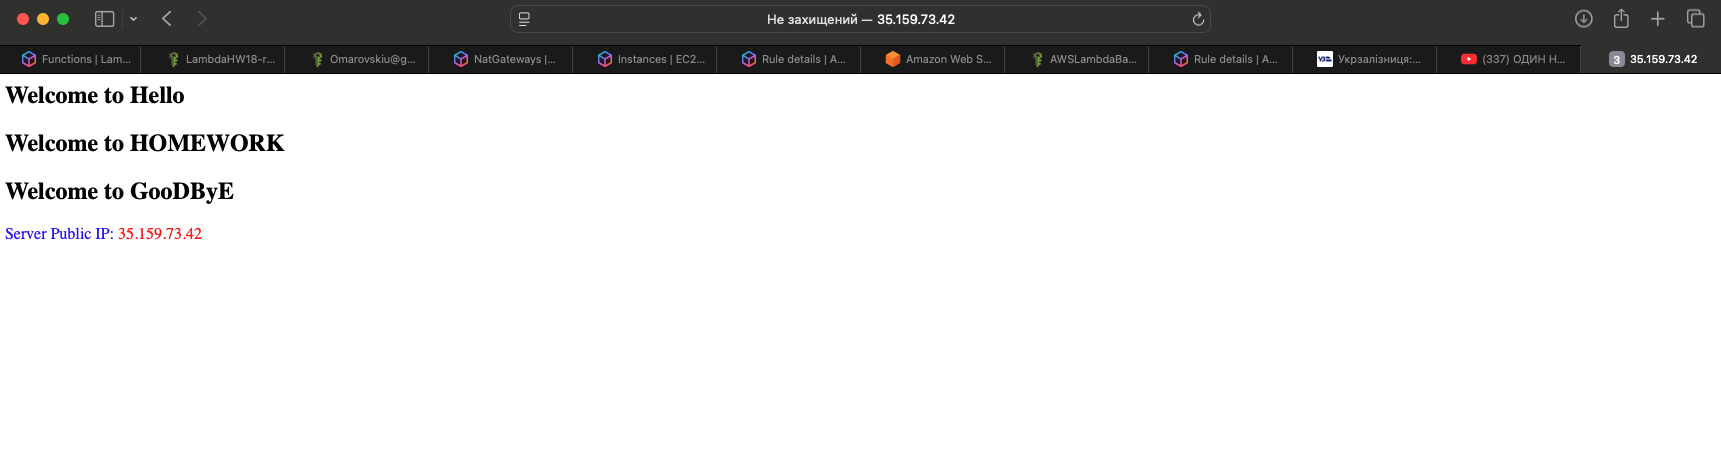 Не захищений — 35.159.73.42
Functions | Lam...
LambdaHW18-r...
Omarovskiu@g...
NatGateways |...
Instances | EC2...
Rule details | A...
Amazon Web S...
AWSLambdaBa...
Rule details | A...
УЗ Укрзалізниця:...
(337) ОДИН Н...
3 35.159.73.42
Welcome to Hello
Welcome to HOMEWORK
Welcome to GooDByE
Server Public IP: 35.159.73.42